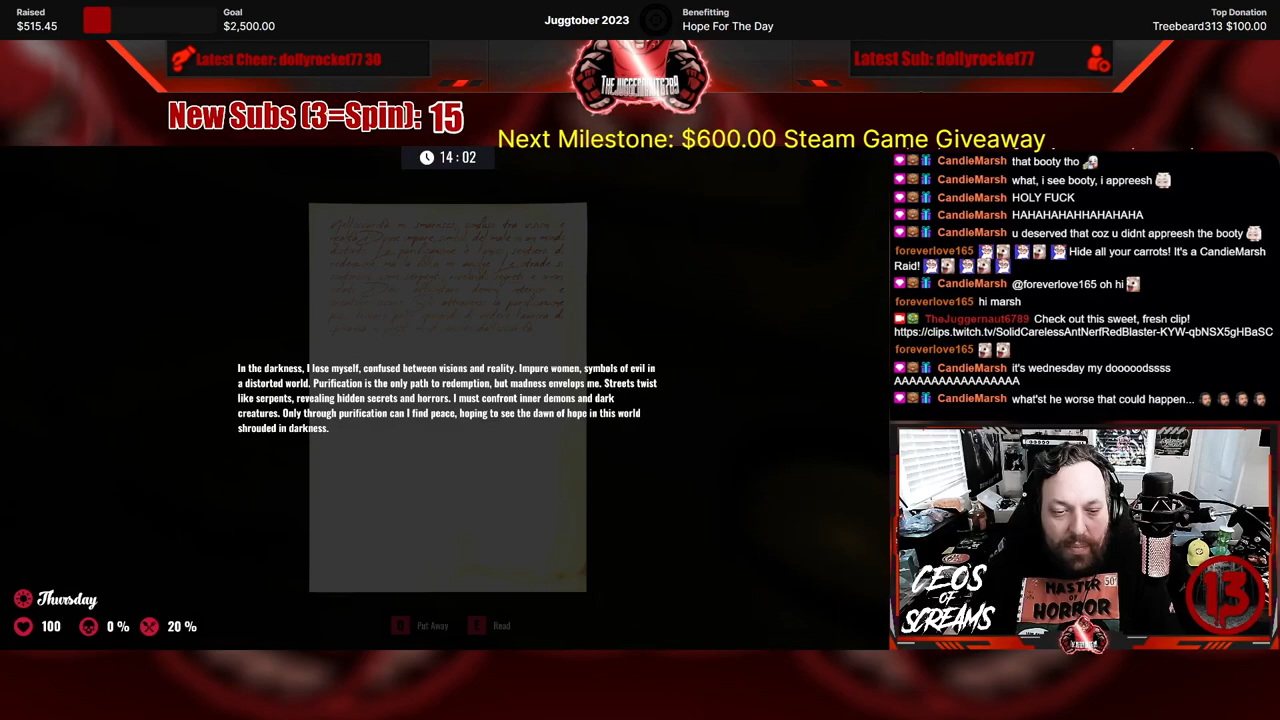 Raised
$515.45
Goal
$2,500.00
Juggtober 2023
Benefitting
Hope For The Day
Top Donation
Treebeard313 $100.00
Latest Cheer: dollyrocket77 30
THEJUGGERNAUT6789
Latest Sub: dollyrocket77
New Subs (3=Spin): 15
Next Milestone: $600.00 Steam Game Giveaway
14:02
CandieMarsh that booty tho
CandieMarsh what, i see booty, i appreesh
CandieMarsh HOLY FUCK
CandieMarsh HAHAHAHAHHAHAHAHA
CandieMarsh u deserved that coz u didnt appreesh the booty
foreverlove165 Hide all your carrots! It's a CandieMarsh
Raid!
CandieMarsh @foreverlove165 oh hi
foreverlove165 hi marsh
TheJuggernaut6789 Check out this sweet, fresh clip!
https://clips.twitch.tv/SolidCarelessAntNerfRedBlaster-KYW-qbNSX5gHBaSC
foreverlove165
CandieMarsh it's wednesday my dooooodssss
AAAAAAAAAAAAAAAAA
CandieMarsh what'st he worse that could happen...
In the darkness, I lose myself, confused between visions and reality. Impure women, symbols of evil in
a distorted world. Purification is the only path to redemption, but madness envelops me. Streets twist
like serpents, revealing hidden secrets and horrors. I must confront inner demons and dark
creatures. Only through purification can I find peace, hoping to see the dawn of hope in this world
shrouded in darkness.
Thursday
100
0 %
20 %
Q Put Away
E Read
CEOS
OF
SCREAMS
MASTER
OF
HORROR
50¢
13